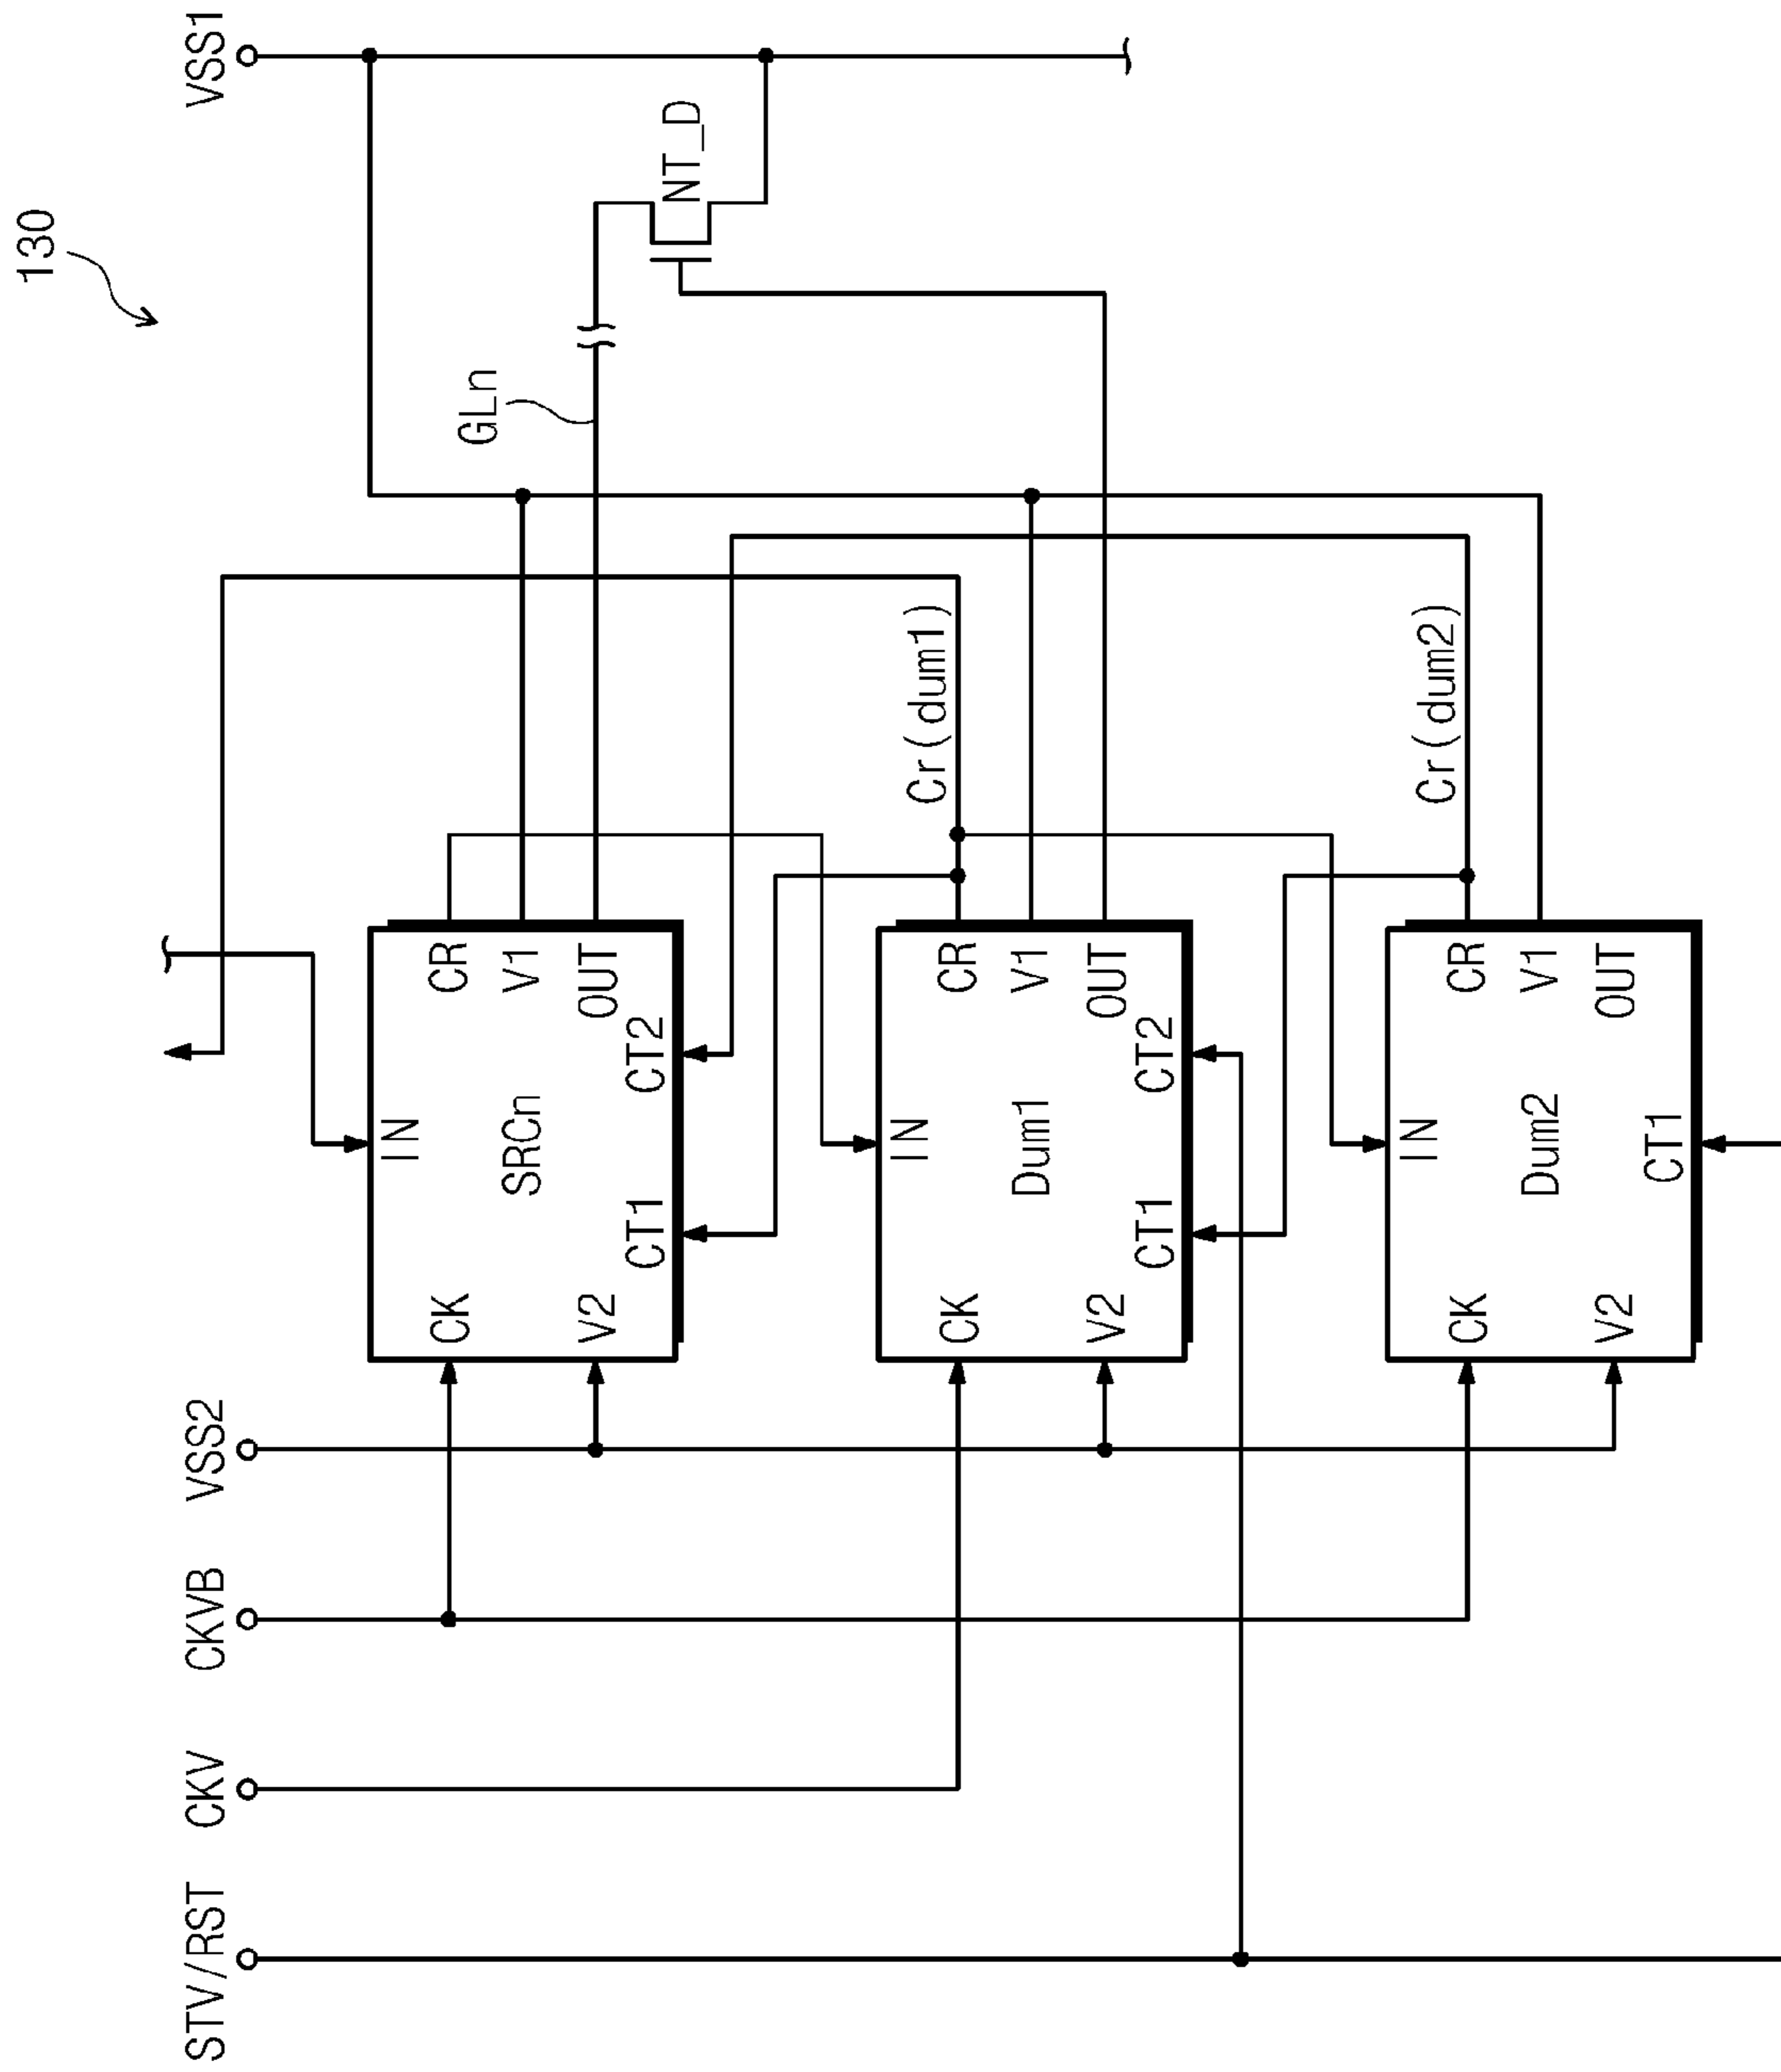 130
STV/RST
CKV
CKVB
VSS2
VSS1
CK
IN
CR
SRCn
V1
V2
CT1
CT2
OUT
GLn
NT_D
CK
IN
CR
Cr(dum1)
Dum1
V1
V2
CT1
CT2
OUT
CK
IN
CR
Cr(dum2)
Dum2
V1
V2
CT1
OUT